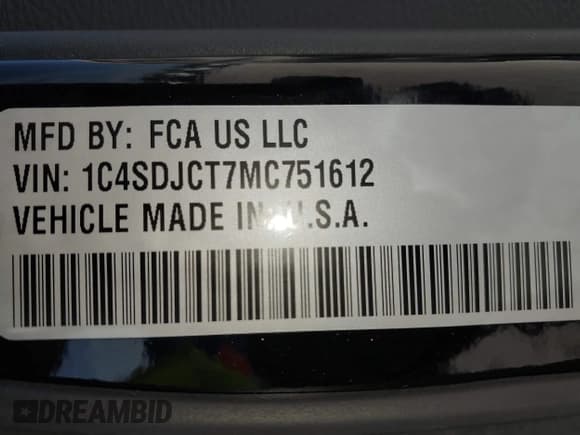 MFD BY: FCA US LLC
VIN: 1C4SDJCT7MC751612
VEHICLE MADE IN U.S.A.
DREAMBID